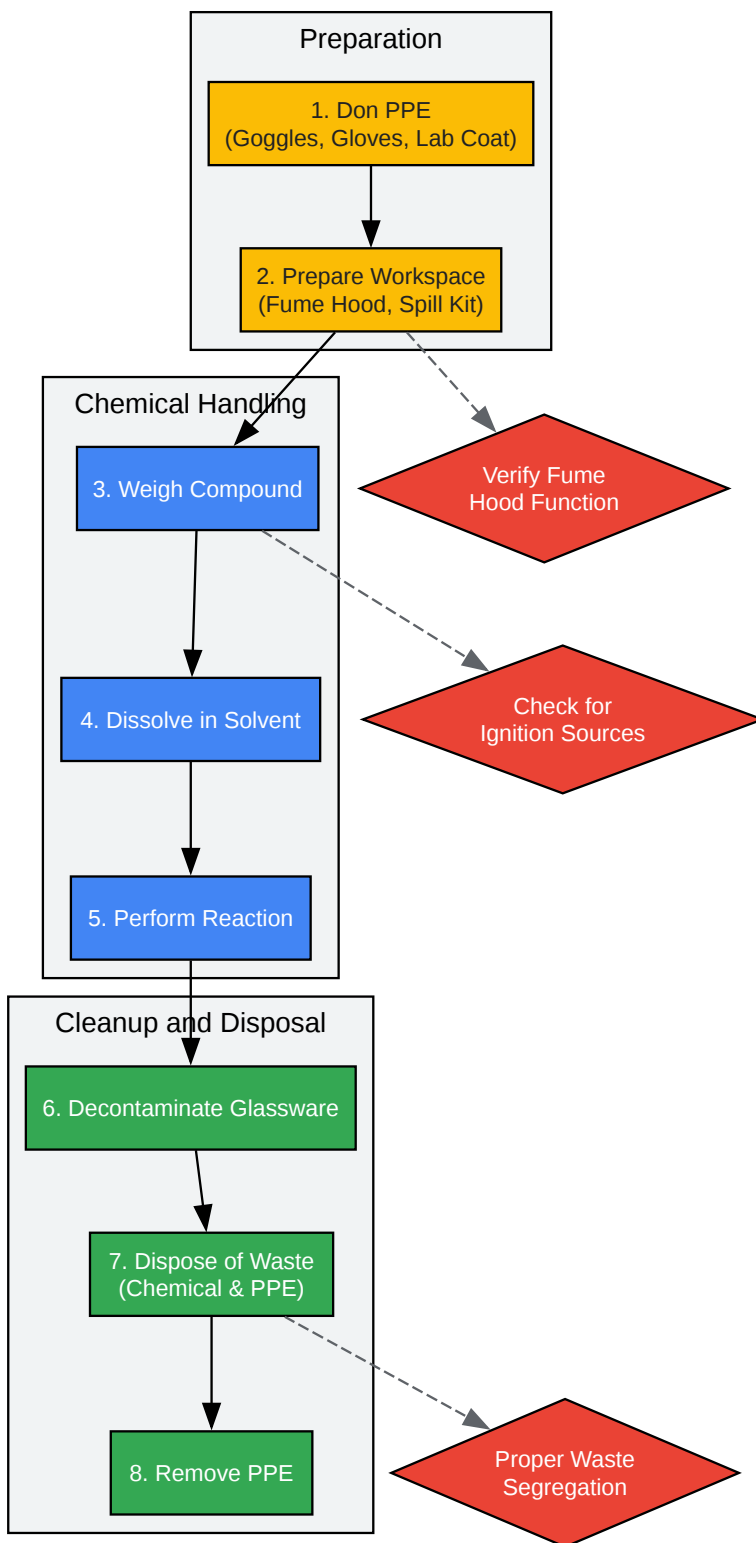 Preparation
1. Don PPE
(Goggles, Gloves, Lab Coat)
2. Prepare Workspace
(Fume Hood, Spill Kit)
Chemical Handling
3. Weigh Compound
Verify Fume
Hood Function
4. Dissolve in Solvent
Check for
Ignition Sources
5. Perform Reaction
Cleanup and Disposal
6. Decontaminate Glassware
7. Dispose of Waste
(Chemical & PPE)
8. Remove PPE
Proper Waste
Segregation